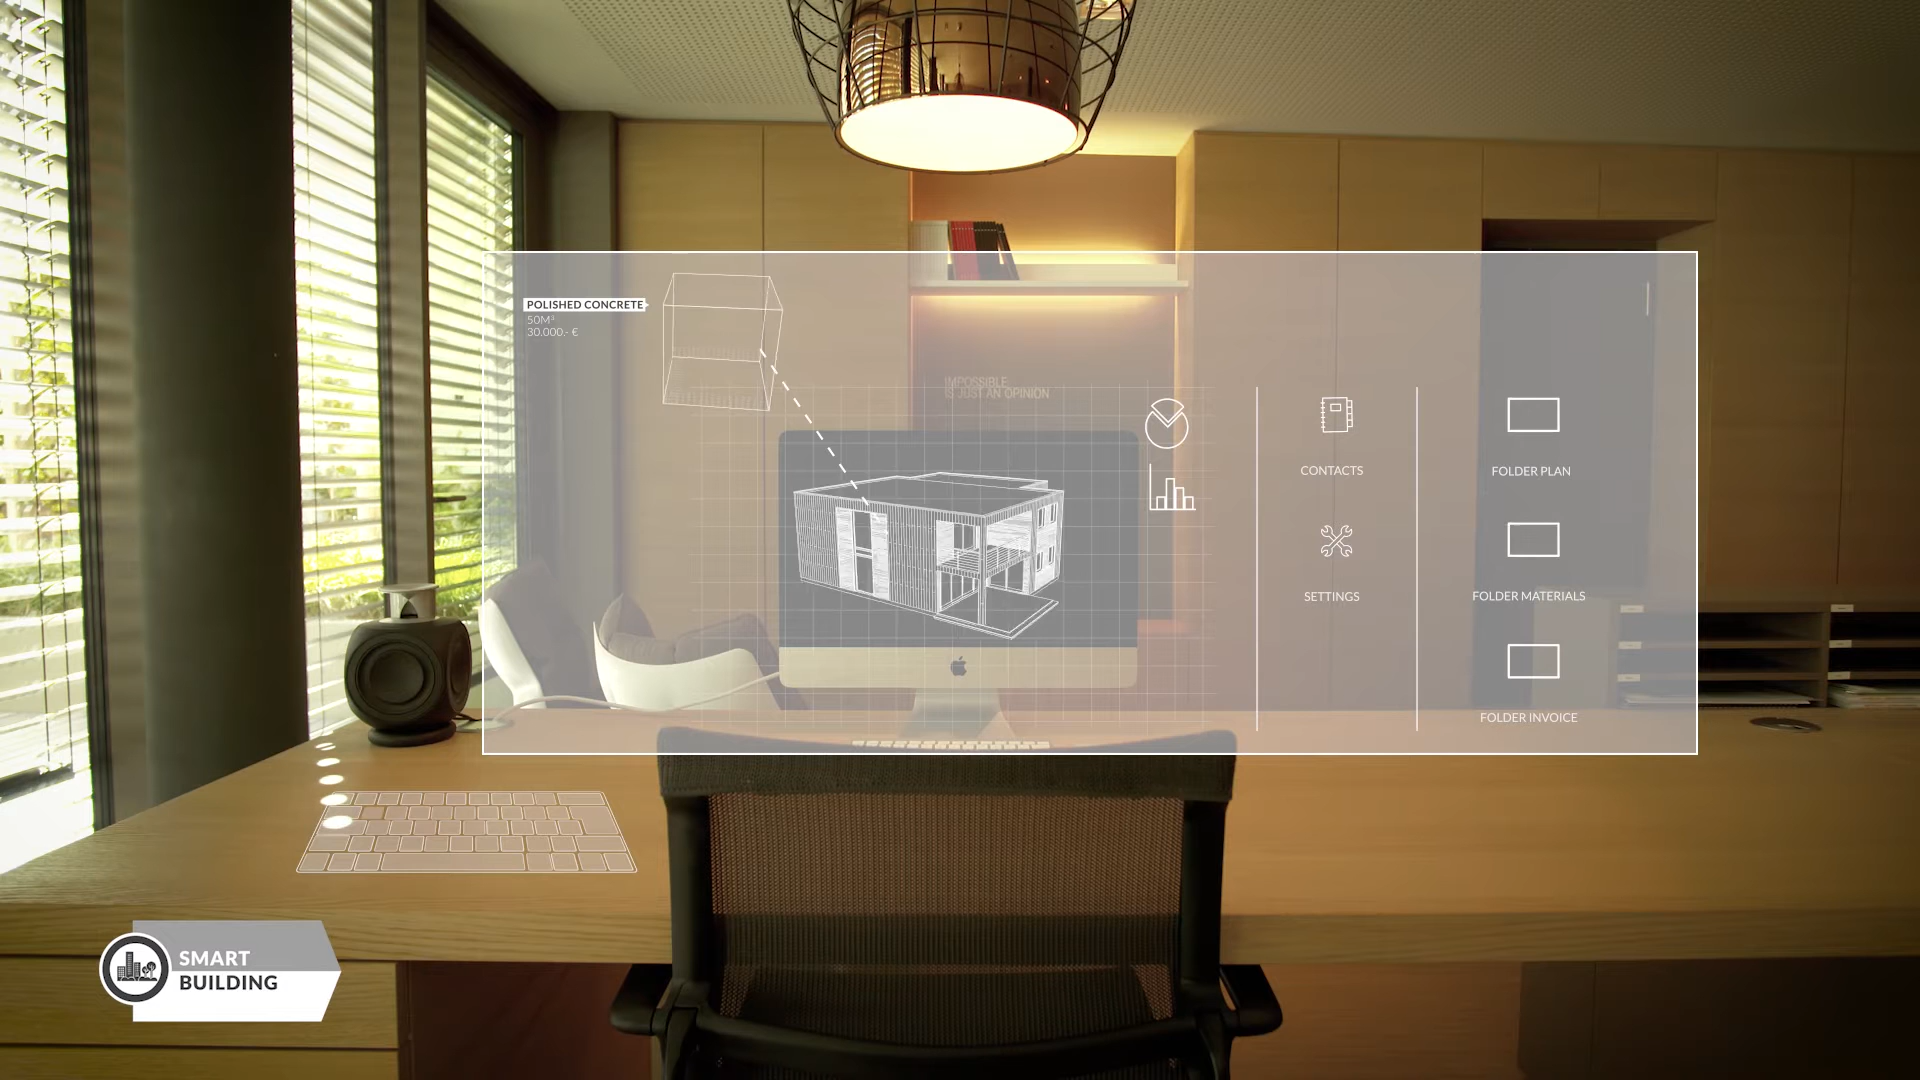 POLISHED CONCRETE
50M³
30.000.- €
IMPOSSIBLE
IS JUST AN OPINION
CONTACTS
SETTINGS
FOLDER PLAN
FOLDER MATERIALS
FOLDER INVOICE
SMART
BUILDING